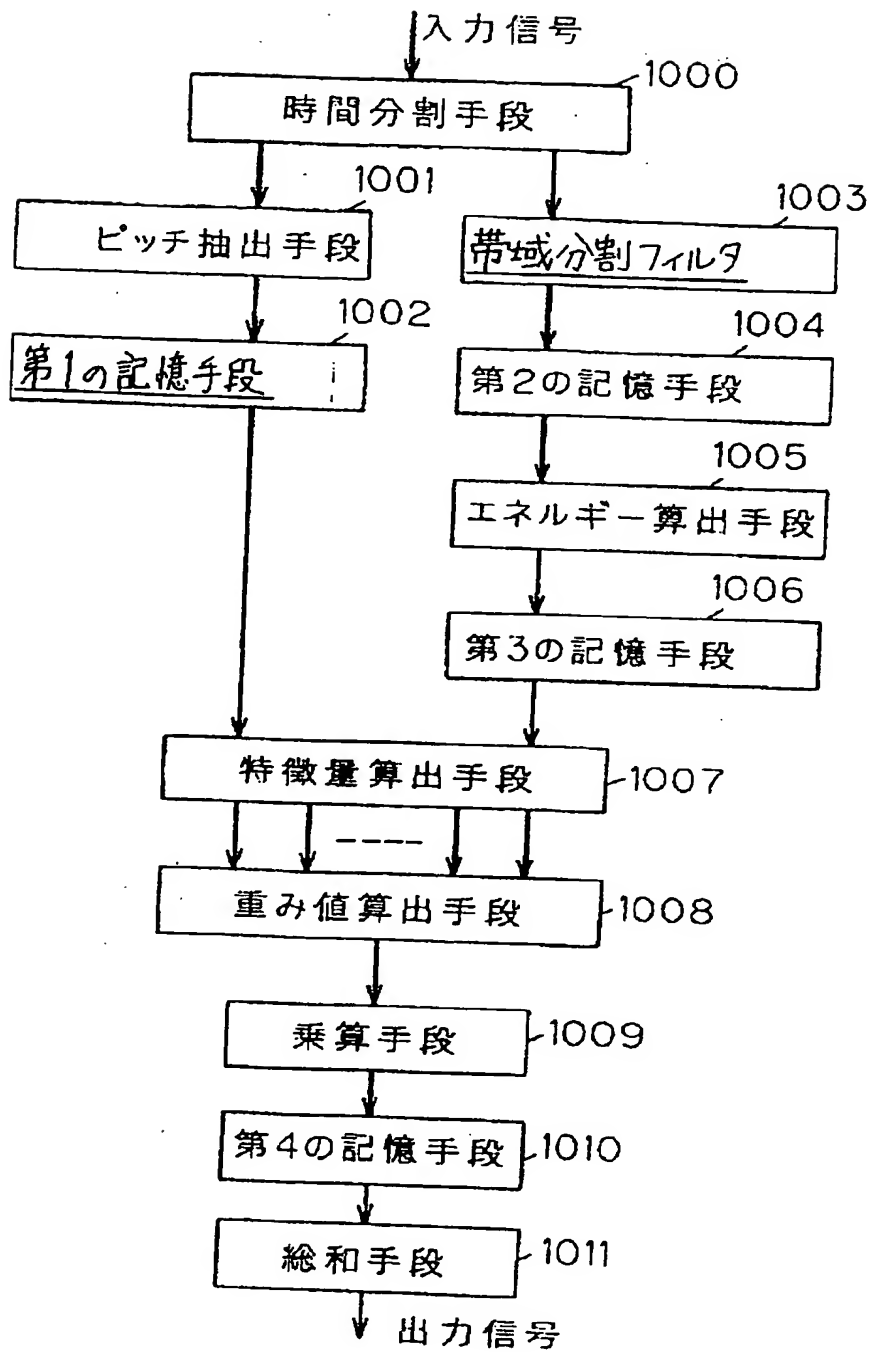 入力信号
1000
時間分割手段
1001
ピッチ抽出手段
1003
帯域分割フィルタ
1002
第1の記憶手段
1004
第2の記憶手段
1005
エネルギー算出手段
1006
第3の記憶手段
特徴量算出手段
1007
重み値算出手段
1008
乗算手段
1009
第4の記憶手段
1010
総和手段
1011
出力信号